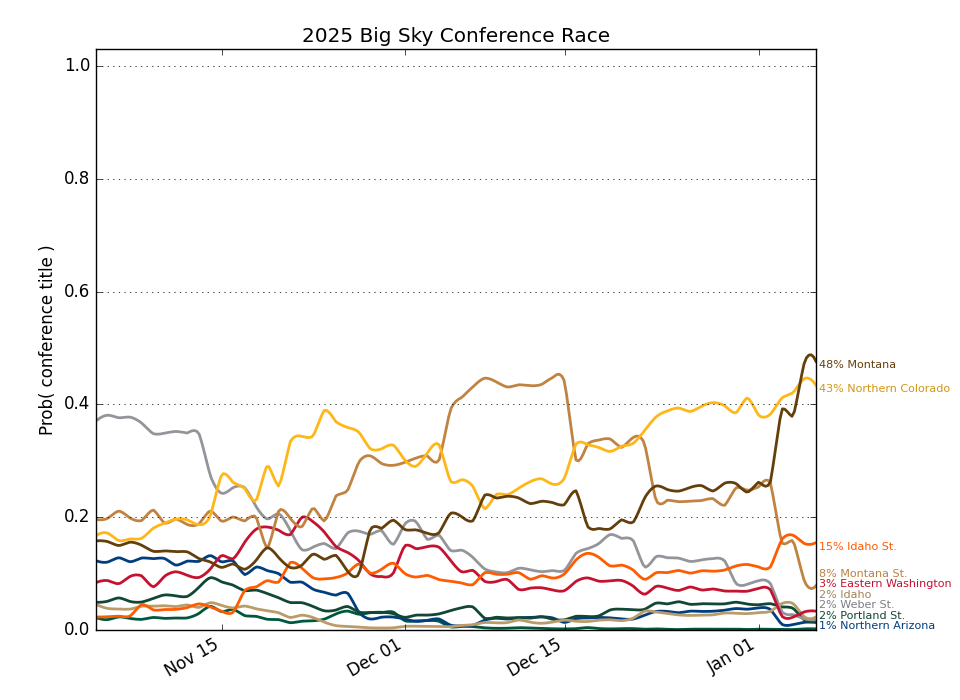 2025 Big Sky Conference Race
Prob( conference title )
1.0
0.8
0.6
0.4
0.2
0.0
Nov 15
Dec 01
Dec 15
Jan 01
48% Montana
43% Northern Colorado
15% Idaho St.
8% Montana St.
3% Eastern Washington
2% Idaho
2% Weber St.
2% Portland St.
1% Northern Arizona